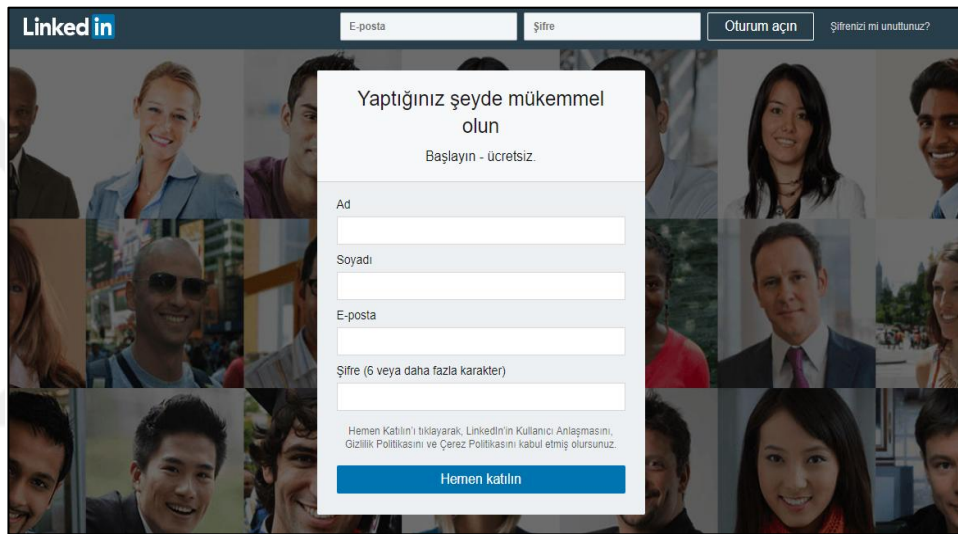 Linked in
E-posta
Şifre
Oturum açın
Şifrenizi mi unuttunuz?
Yaptığınız şeyde mükemmel
olun
Başlayın - ücretsiz.
Ad
Soyadı
E-posta
Şifre (6 veya daha fazla karakter)
Hemen Katılın'ı tıklayarak, LinkedIn'in Kullanıcı Anlaşmasını,
Gizlilik Politikasını ve Çerez Politikasını kabul etmiş olursunuz.
Hemen katılın